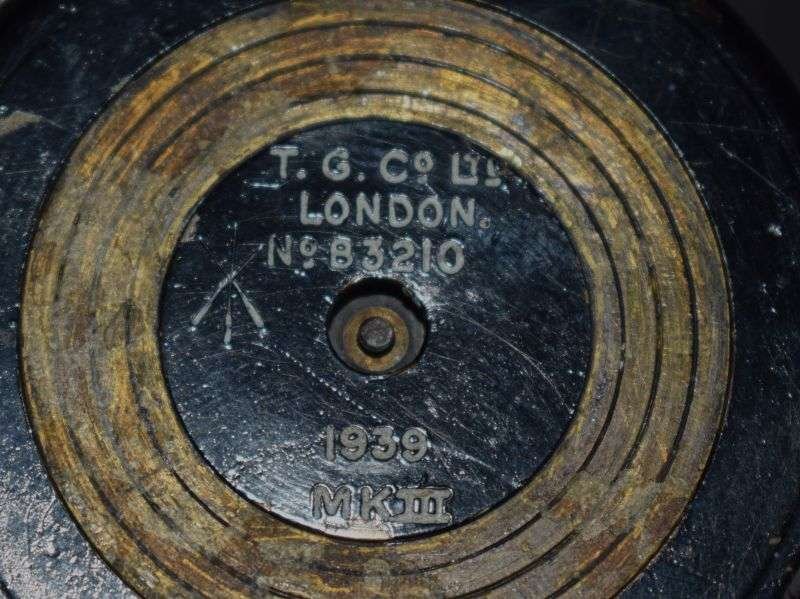 T. G. Cº LTD
LONDON.
Nº B3210
1939
MK III